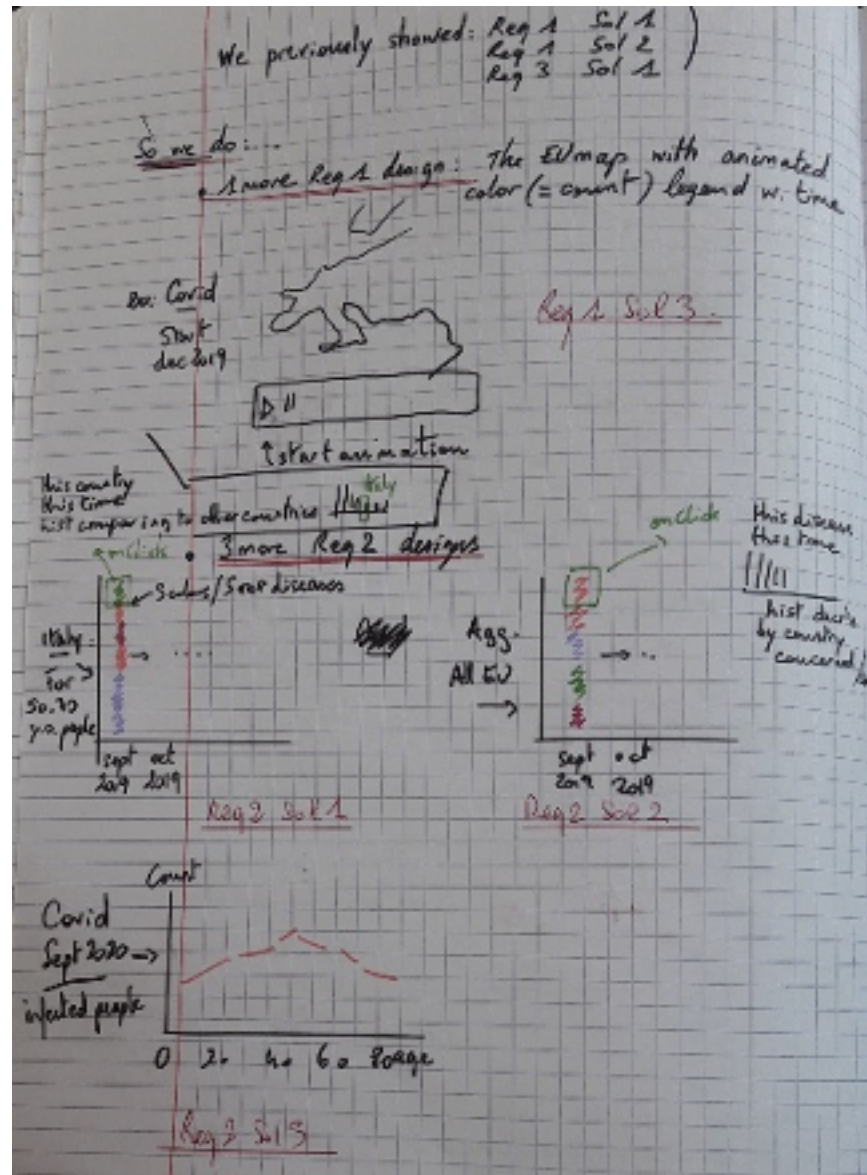 We previously showed: Req 1 Sol 1
Req 1 Sol 2
Req 3 Sol 1
So we do: ...
• 1 more Req 1 design: The EU map with animated
color (= count) legend w. time
ex: Covid
Start
dec 2019
Req 1 Sol 3
▷ II
↑ start animation
this country
this time
hist comparing to other countries
Italy
• 3 more Req 2 designs
onClick
diseases
Italy
for
50.70
y.o. people
sept oct
2019 2019
Req 2 Sol 1
Agg.
All EU
→
onClick
this disease
this time
hist
by country
concerned
sept oct
2019 2019
Req 2 Sol 2
Count
Covid
Sept 2020 →
infected people
0 20 40 60 80 age
Req 2 Sol 3